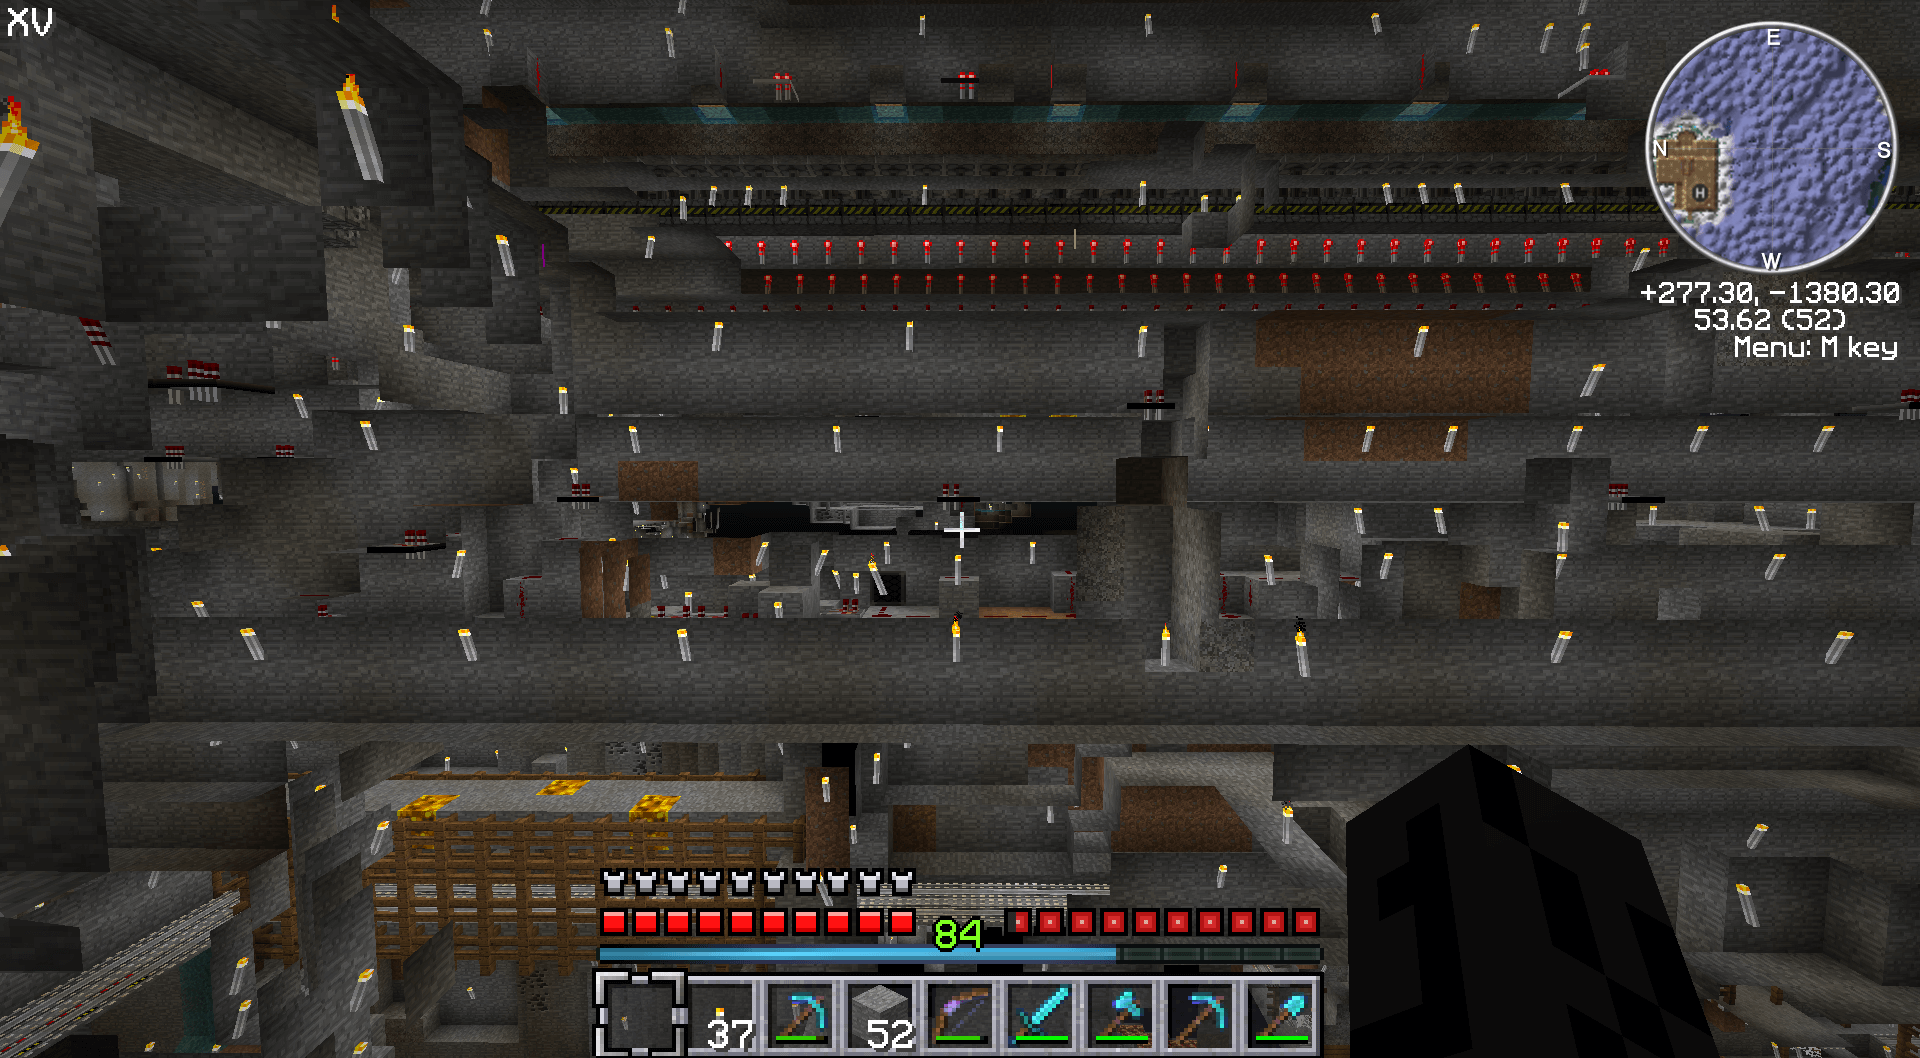 XV
E
N
S
H
W
+277.30, -1380.30
53.62 (52)
Menu: M key
84
37
52